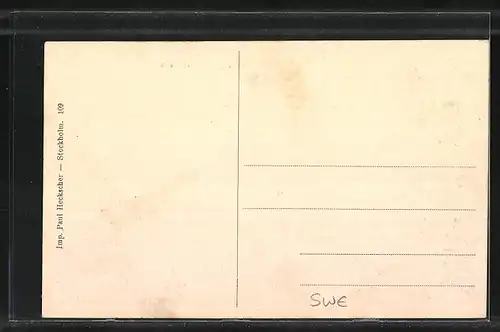 Imp. Paul Heckscher — Stockholm. 109
SWE